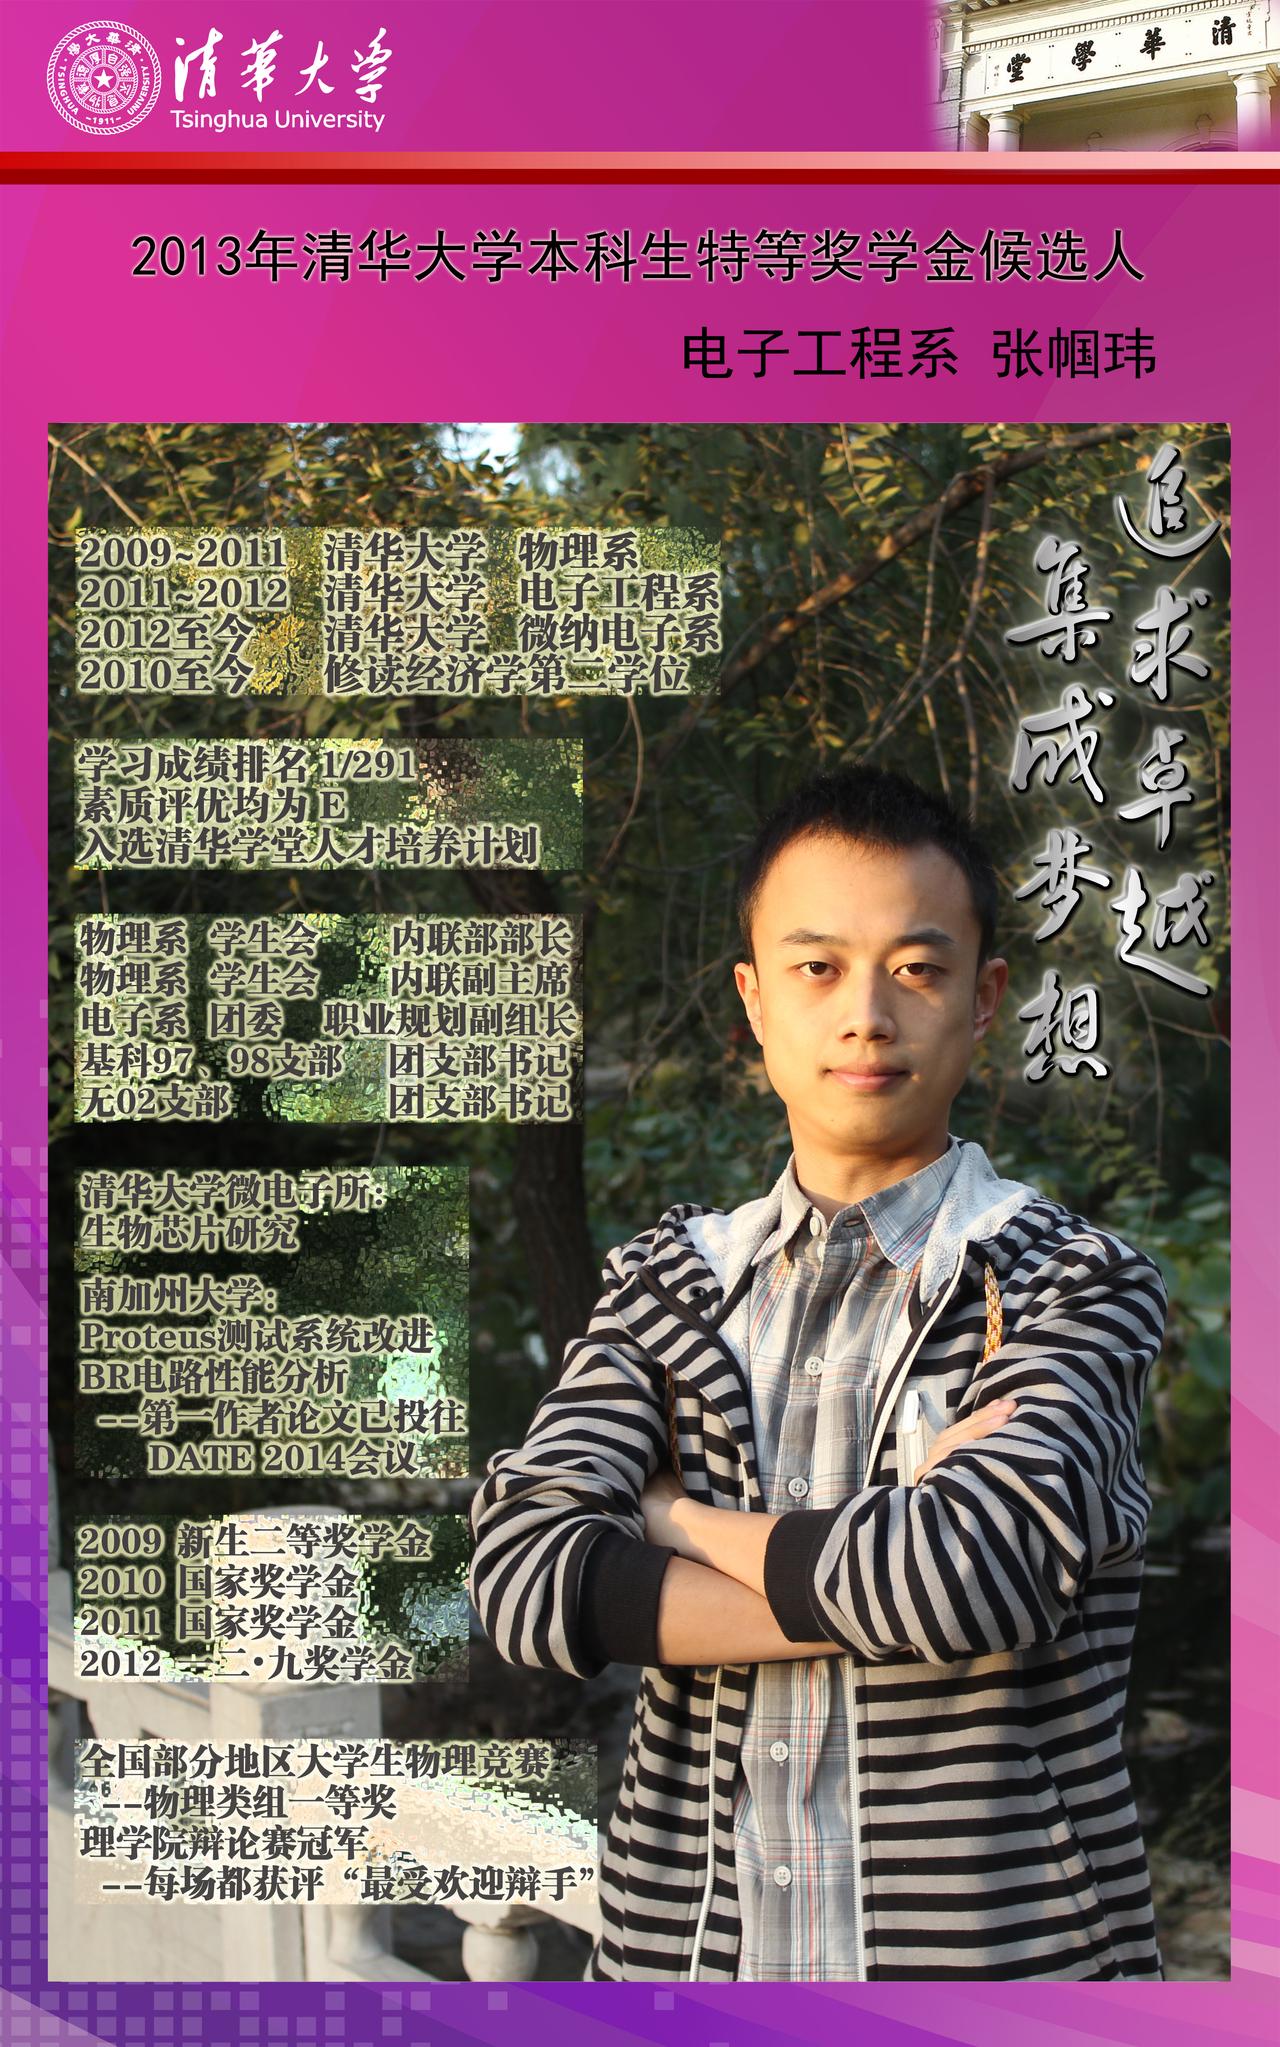 清華大学
Tsinghua University
清華學堂
2013年清华大学本科生特等奖学金候选人
电子工程系 张帼玮
追求卓越
集成梦想
2009~2011 清华大学 物理系
2011~2012 清华大学 电子工程系
2012至今 清华大学 微纳电子系
2010至今 修读经济学第二学位
学习成绩排名 1/291
素质评优均为 E
入选清华学堂人才培养计划
物理系 学生会 内联部部长
物理系 学生会 内联副主席
电子系 团委 职业规划副组长
基科97、98支部 团支部书记
无02支部 团支部书记
清华大学微电子所:
生物芯片研究
南加州大学:
Proteus测试系统改进
BR电路性能分析
--第一作者论文已投往
DATE 2014会议
2009 新生二等奖学金
2010 国家奖学金
2011 国家奖学金
2012 一二·九奖学金
全国部分地区大学生物理竞赛
--物理类组一等奖
理学院辩论赛冠军
--每场都获评“最受欢迎辩手”